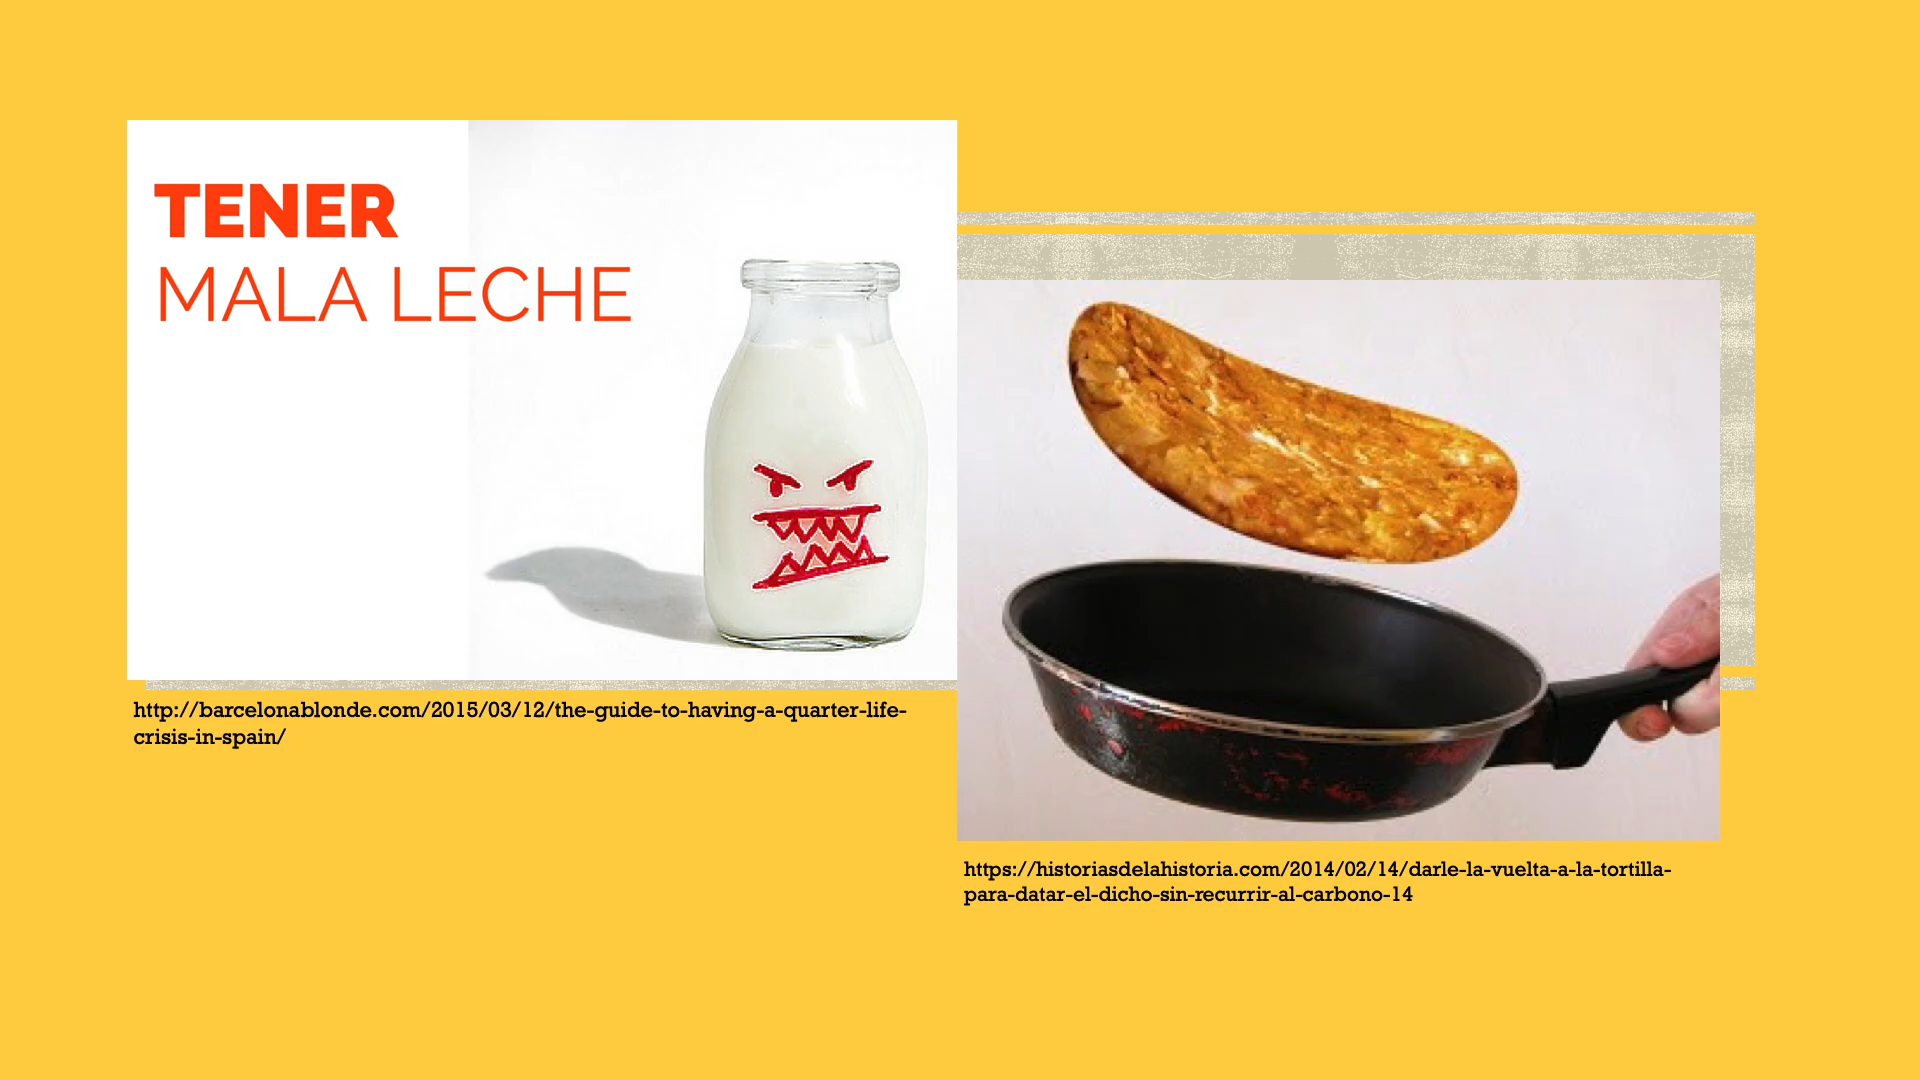 TENER
MALA LECHE
http://barcelonablonde.com/2015/03/12/the-guide-to-having-a-quarter-life-
crisis-in-spain/
https://historiasdelahistoria.com/2014/02/14/darle-la-vuelta-a-la-tortilla-
para-datar-el-dicho-sin-recurrir-al-carbono-14